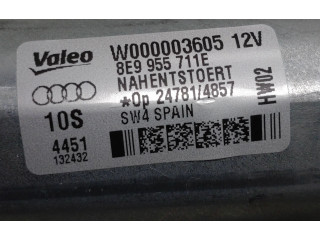 Valeo W000003605 12V
8E9 955 711E
NAHENTSTOERT
10S *Op 24781/4857
4451 SW4 SPAIN
132432
HW02